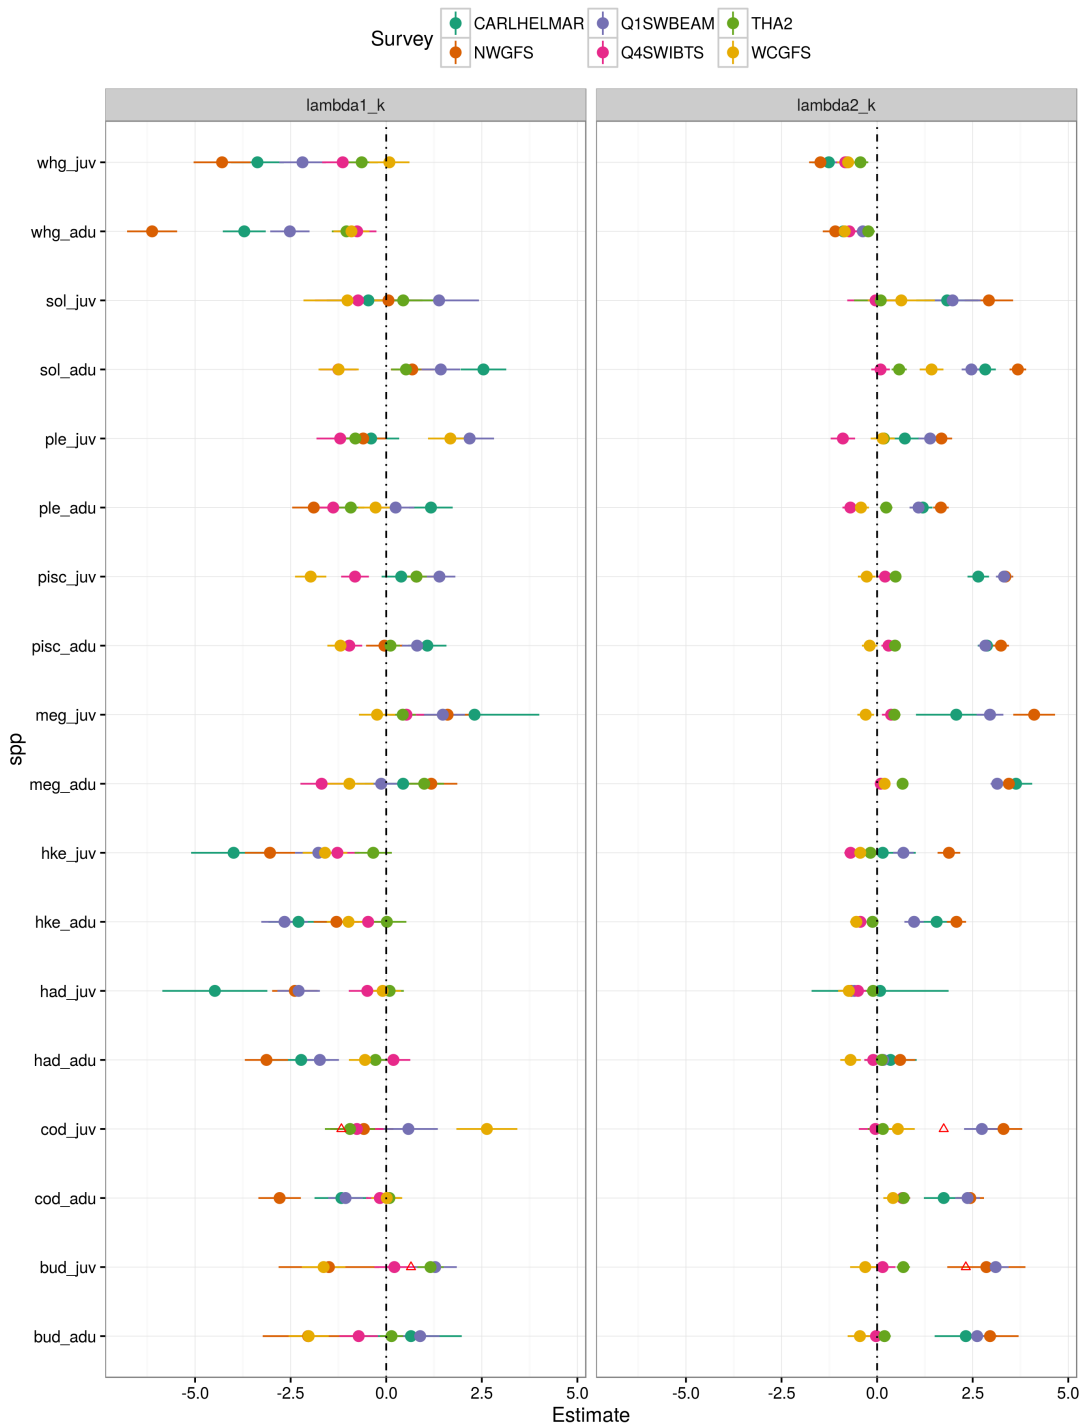 Survey
CARLHELMAR Q1SWBEAM THA2
NWGFS Q4SWIBTS WCGFS
lambda1_k lambda2_k
whg_juv
whg_adu
sol_juv
sol_adu
ple_juv
ple_adu
pisc_juv
pisc_adu
meg_juv
meg_adu
hke_juv
hke_adu
had_juv
had_adu
cod_juv
cod_adu
bud_juv
bud_adu
spp
-5.0 -2.5 0.0 2.5 5.0 -5.0 -2.5 0.0 2.5 5.0
Estimate